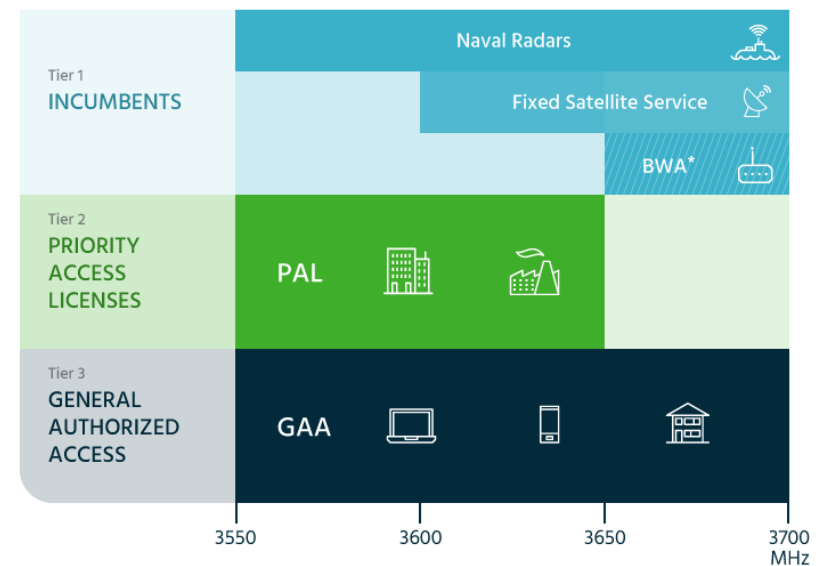 Naval Radars
Tier 1
INCUMBENTS
Fixed Satellite Service
BWA*
Tier 2
PRIORITY
ACCESS
LICENSES
PAL
Tier 3
GENERAL
AUTHORIZED
ACCESS
GAA
3550 3600 3650 3700
MHz